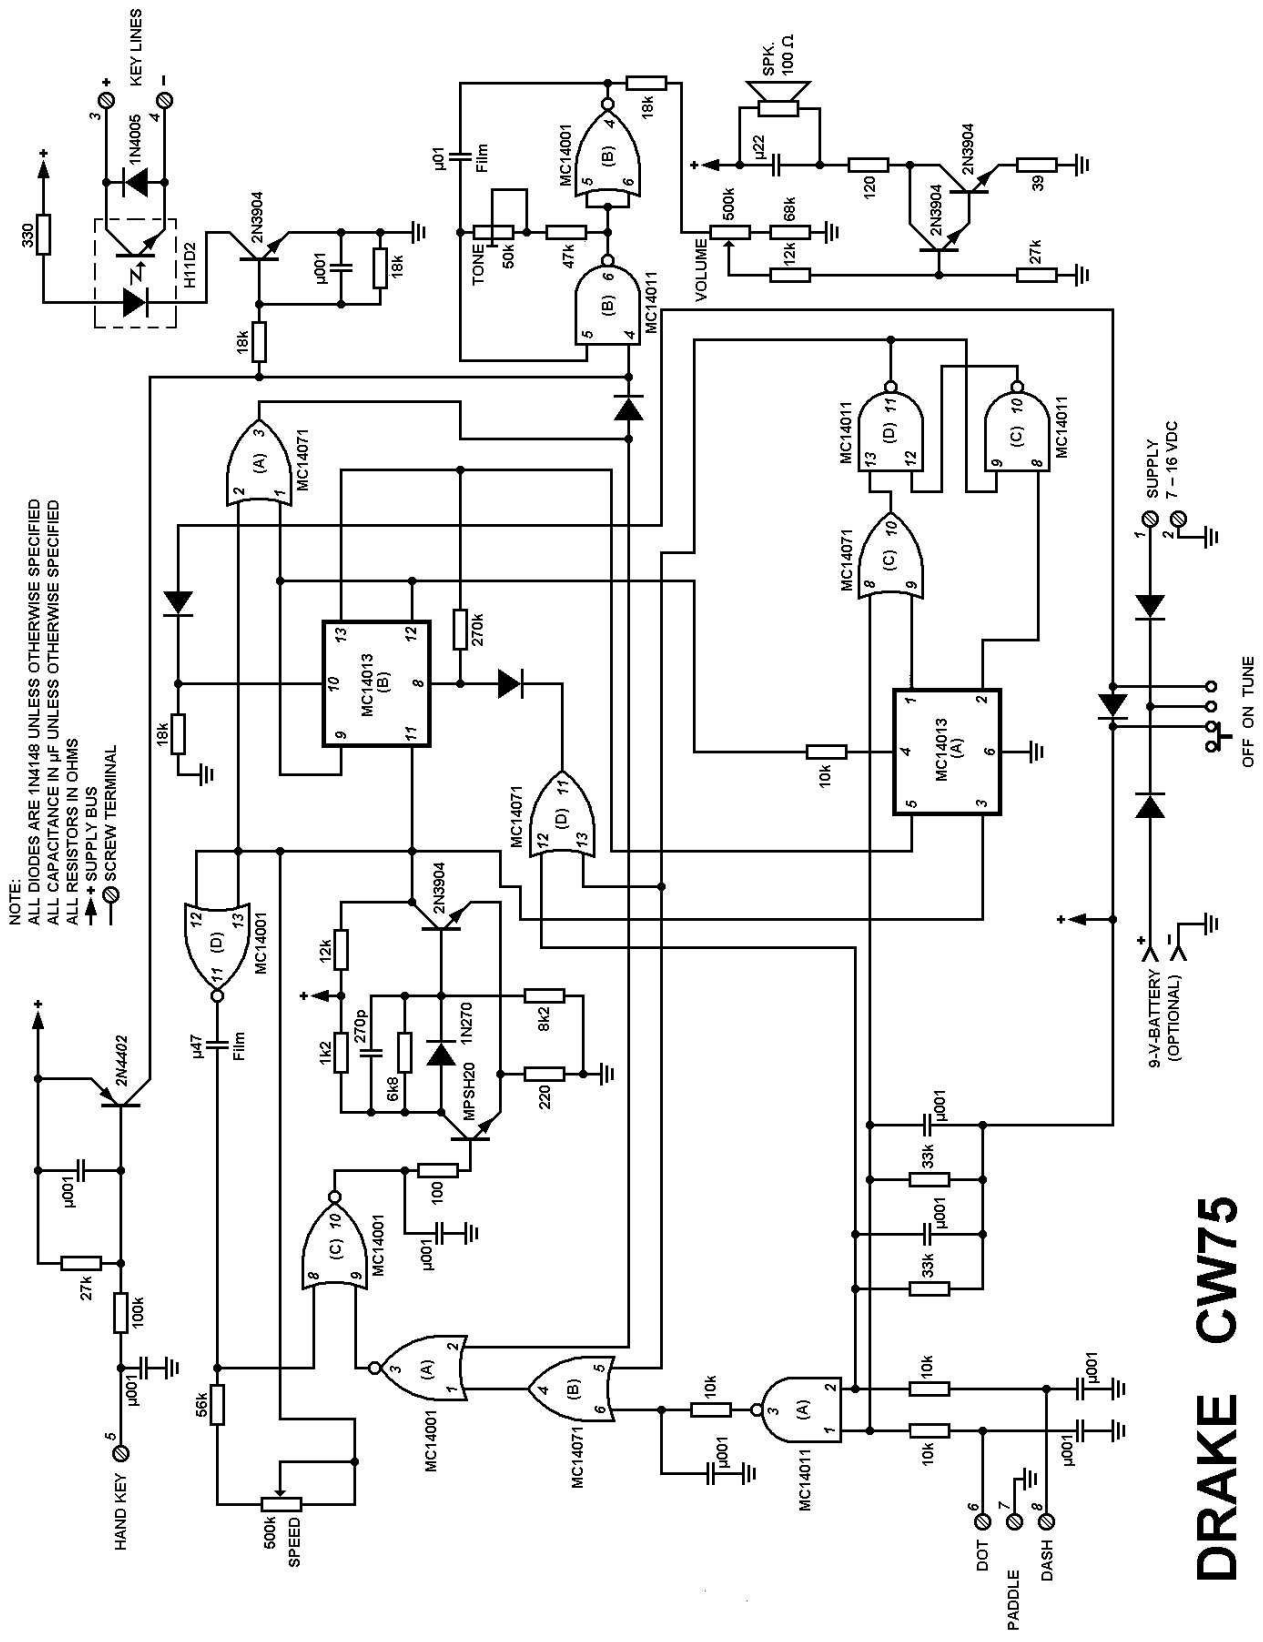 NOTE:
ALL DIODES ARE 1N4148 UNLESS OTHERWISE SPECIFIED
ALL CAPACITANCE IN µF UNLESS OTHERWISE SPECIFIED
ALL RESISTORS IN OHMS
+ SUPPLY BUS
SCREW TERMINAL
HAND KEY
5
µ001
100k
27k
µ001
2N4402
+
500k
SPEED
56k
µ47
Film
11
12
13
(D)
MC14001
18k
18k
µ001
18k
2N3904
330
+
H11D2
1N4005
3
+
KEY LINES
4
–
8
9
10
(C)
MC14001
µ001
100
1k2
+
12k
270p
6k8
1N270
MPSH20
2N3904
220
8k2
9
10
13
MC14013
(B)
11
8
12
270k
2
1
3
(A)
MC14071
1
2
3
(A)
MC14001
6
5
4
(B)
MC14071
MC14071
12
13
11
(D)
TONE
50k
47k
µ01
Film
5
4
6
(B)
MC14011
MC14001
5
6
4
(B)
18k
µ001
10k
3
1
2
(A)
MC14011
VOLUME
500k
12k
68k
+
µ22
SPK.
100 Ω
120
2N3904
2N3904
27k
39
10k
5
4
1
MC14013
(A)
3
6
2
MC14071
8
9
10
(C)
MC14011
13
12
11
(D)
9
8
10
(C)
MC14011
10k
10k
33k
µ001
33k
µ001
DOT
6
PADDLE
7
DASH
8
µ001
µ001
+
9-V-BATTERY
(OPTIONAL)
+
–
OFF ON TUNE
1
2
SUPPLY
7 – 16 VDC
DRAKE CW75